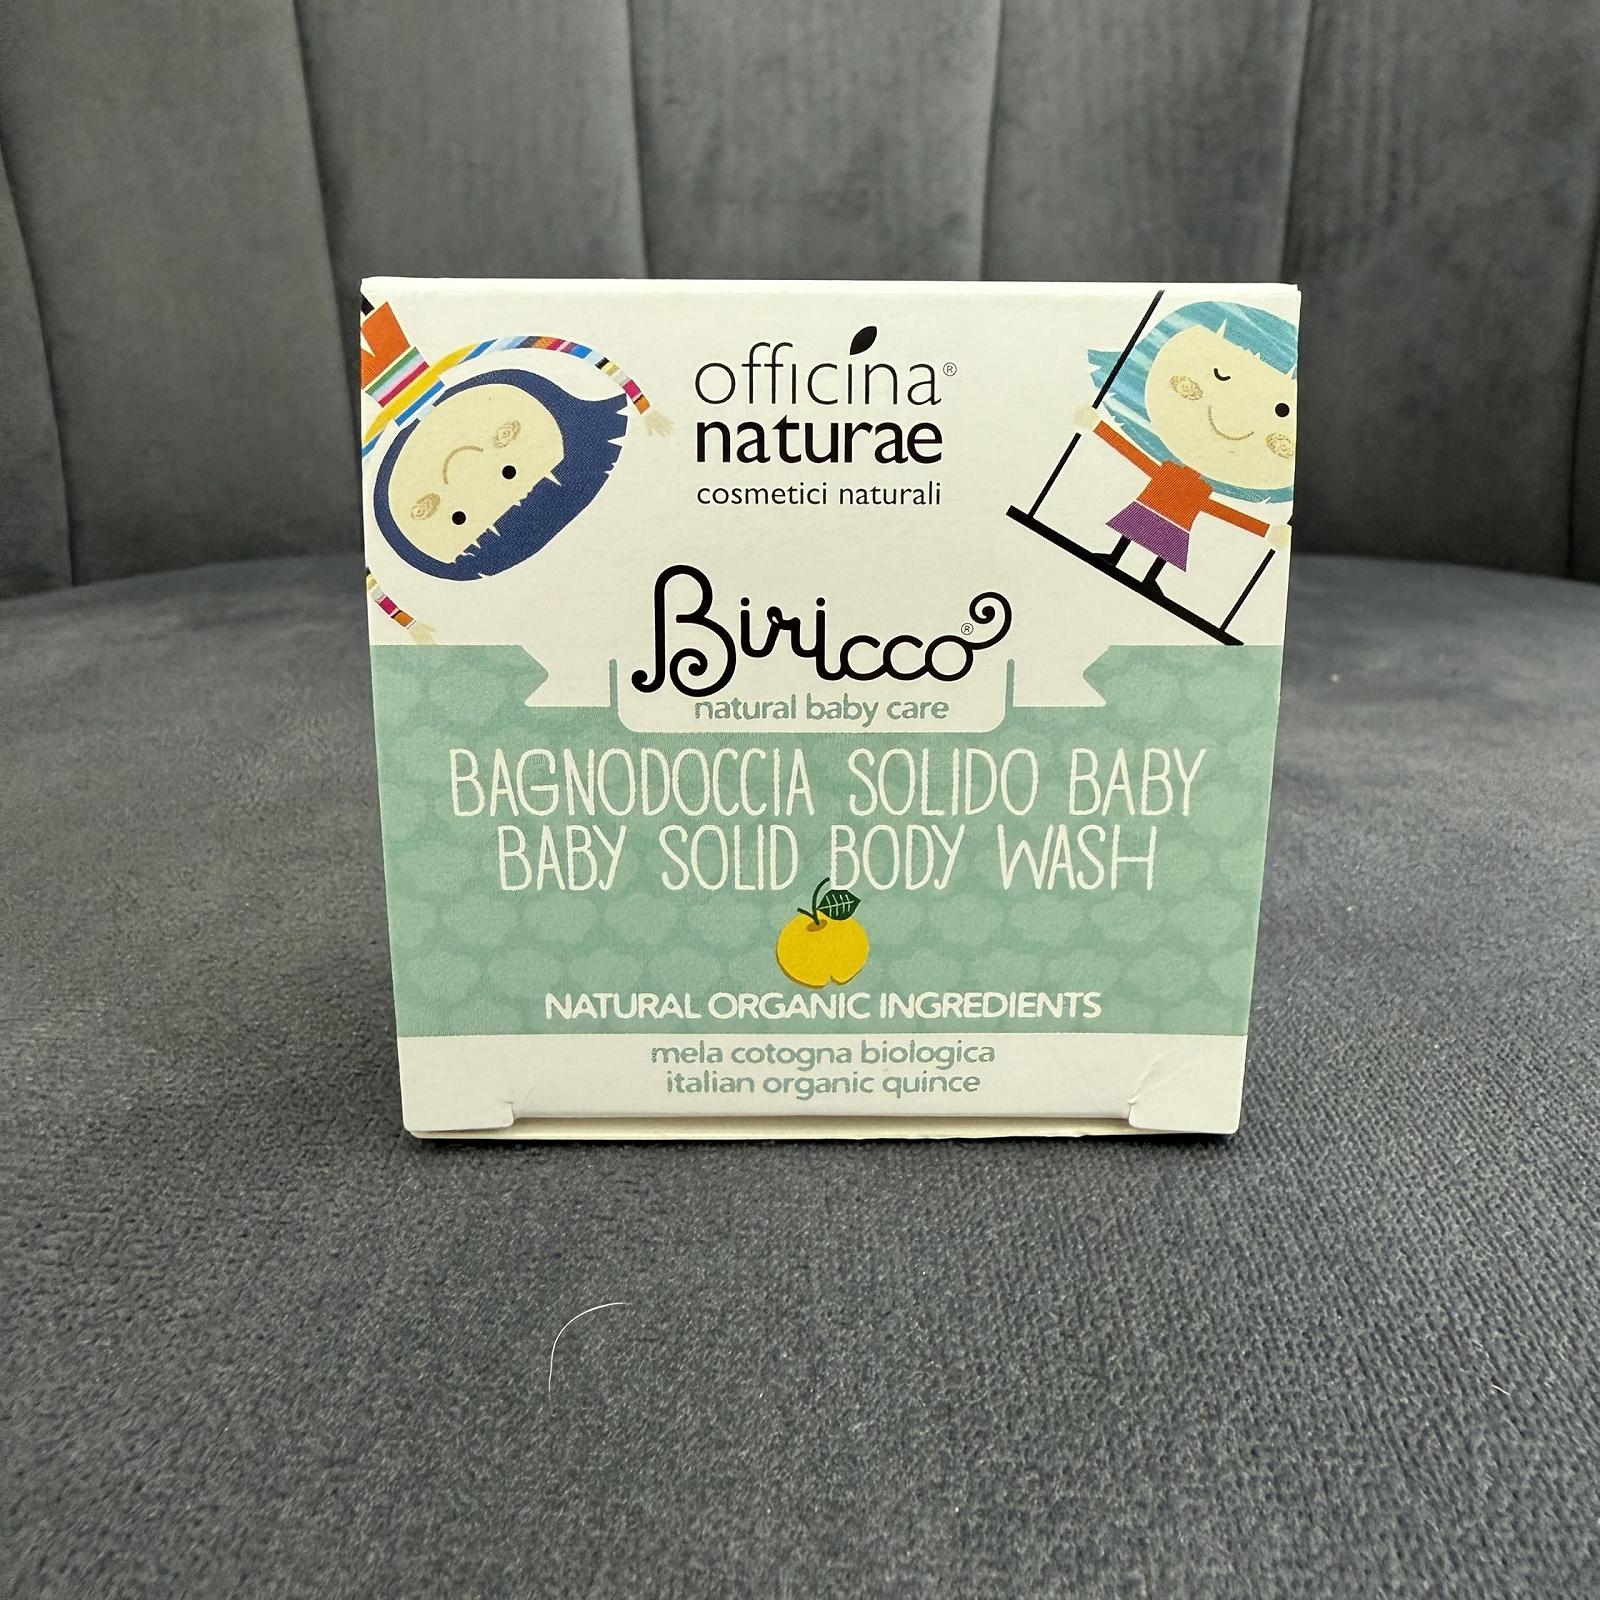 officina®
naturae
cosmetici naturali
Biricco®
natural baby care
BAGNODOCCIA SOLIDO BABY
BABY SOLID BODY WASH
NATURAL ORGANIC INGREDIENTS
mela cotogna biologica
italian organic quince